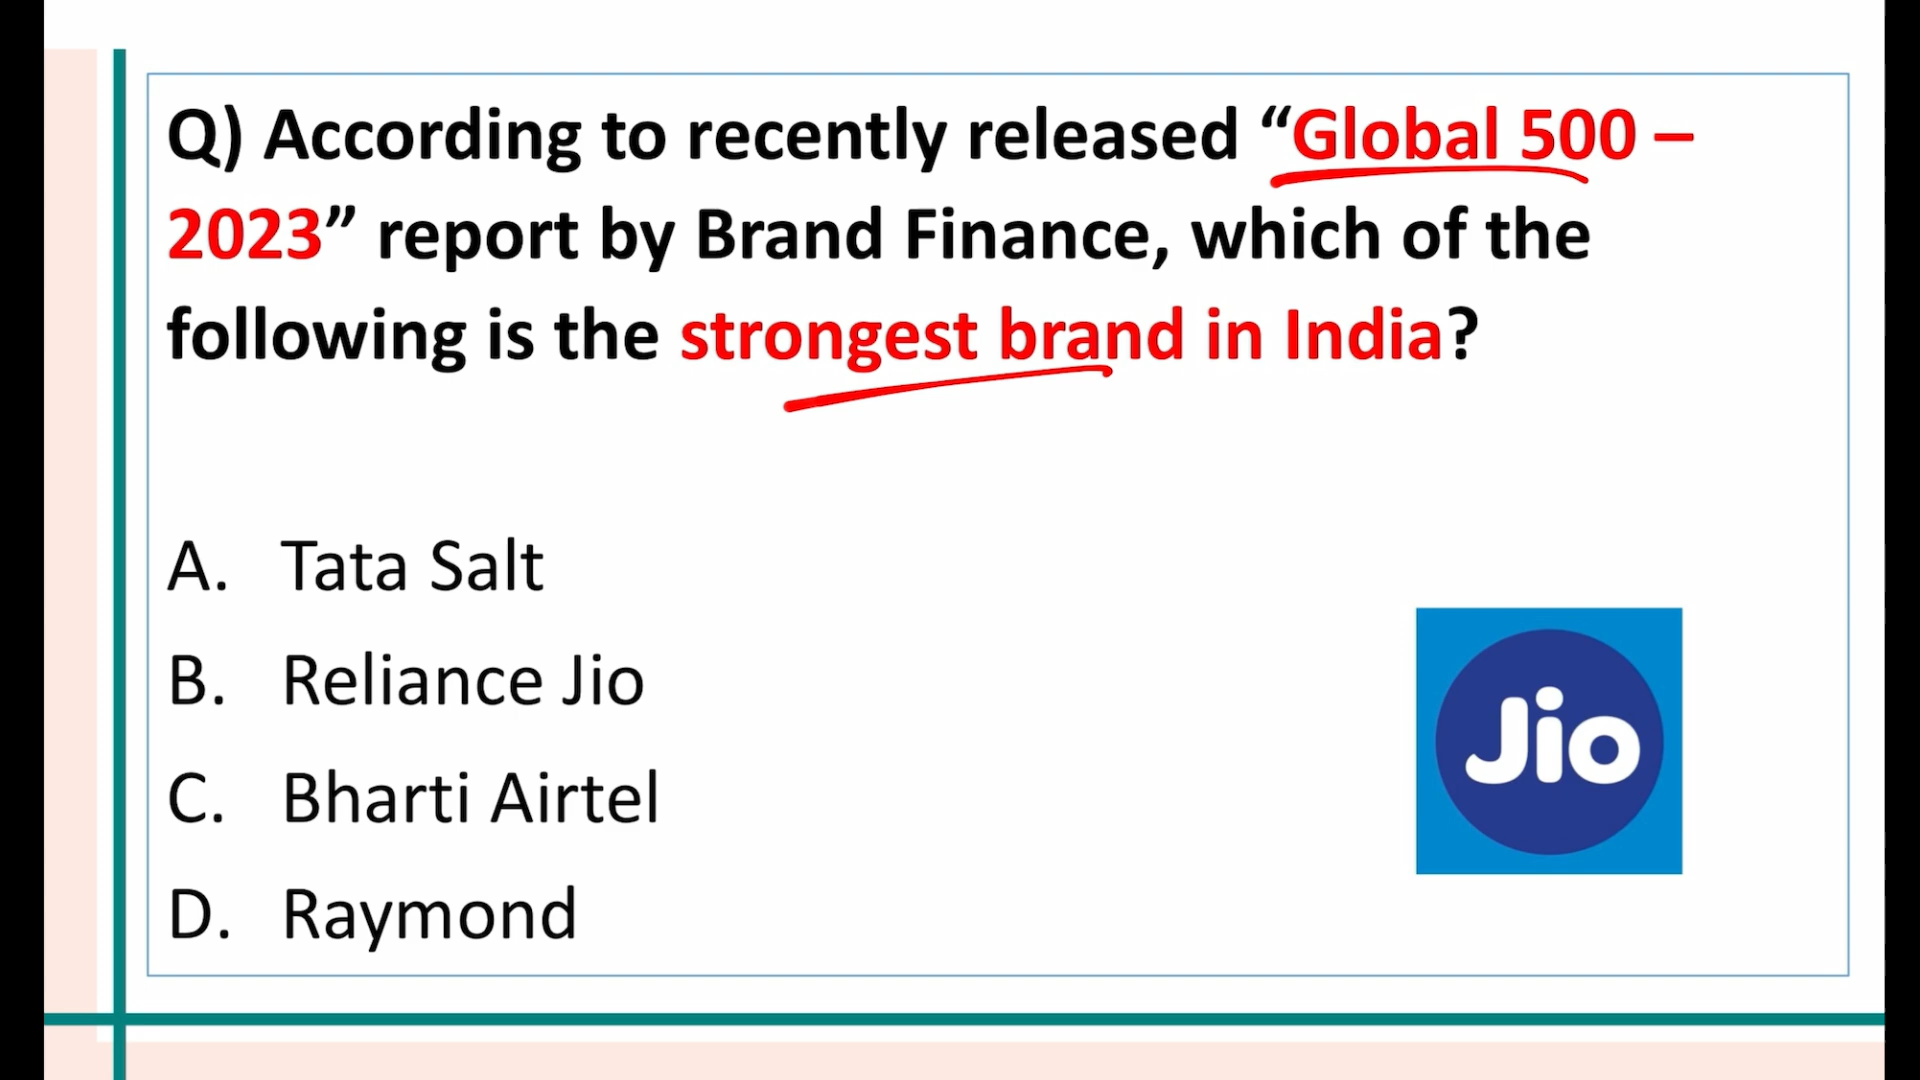 Q) According to recently released “Global 500 –
2023” report by Brand Finance, which of the
following is the strongest brand in India?
A. Tata Salt
B. Reliance Jio
C. Bharti Airtel
D. Raymond
Jio